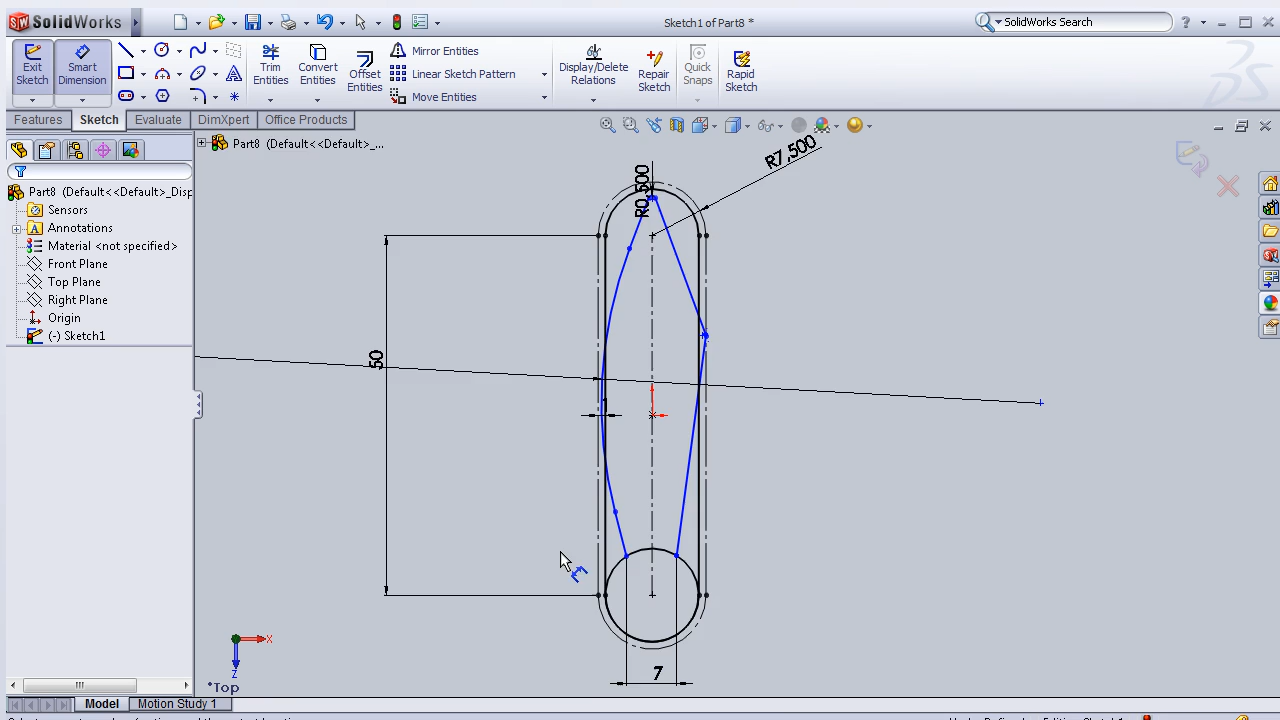 SolidWorks
Sketch1 of Part8 *
SolidWorks Search
?
Exit Sketch
Smart Dimension
Trim Entities
Convert Entities
Offset Entities
Mirror Entities
Linear Sketch Pattern
Move Entities
Display/Delete Relations
Repair Sketch
Quick Snaps
Rapid Sketch
Features
Sketch
Evaluate
DimXpert
Office Products
Part8 (Default<<Default>_...
Part8 (Default<<Default>_Disp
Sensors
Annotations
Material <not specified>
Front Plane
Top Plane
Right Plane
Origin
(-) Sketch1
R7,500
R0,500
50
1
7
X
Z
*Top
Model
Motion Study 1